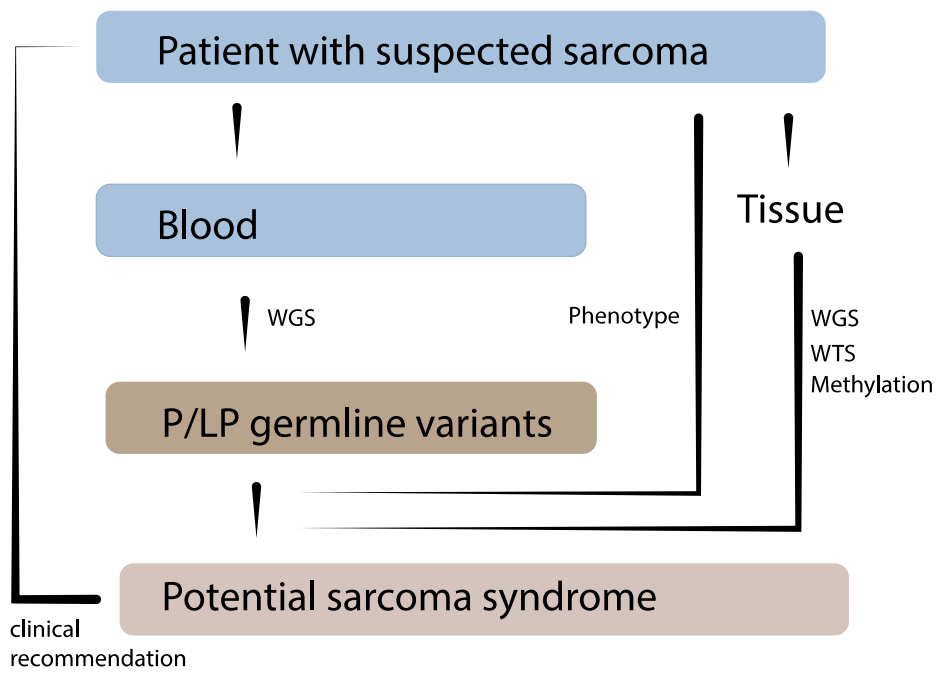 Patient with suspected sarcoma
Blood
Tissue
WGS
Phenotype
WGS
WTS
Methylation
P/LP germline variants
Potential sarcoma syndrome
clinical
recommendation